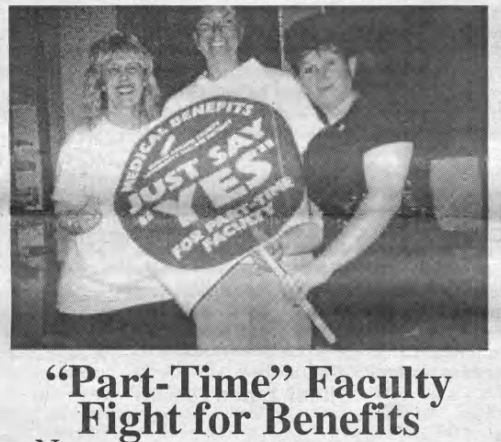 MEDICAL BENEFITS
JUST SAY
"YES"
FOR PART-TIME
FACULTY
"Part-Time" Faculty
Fight for Benefits